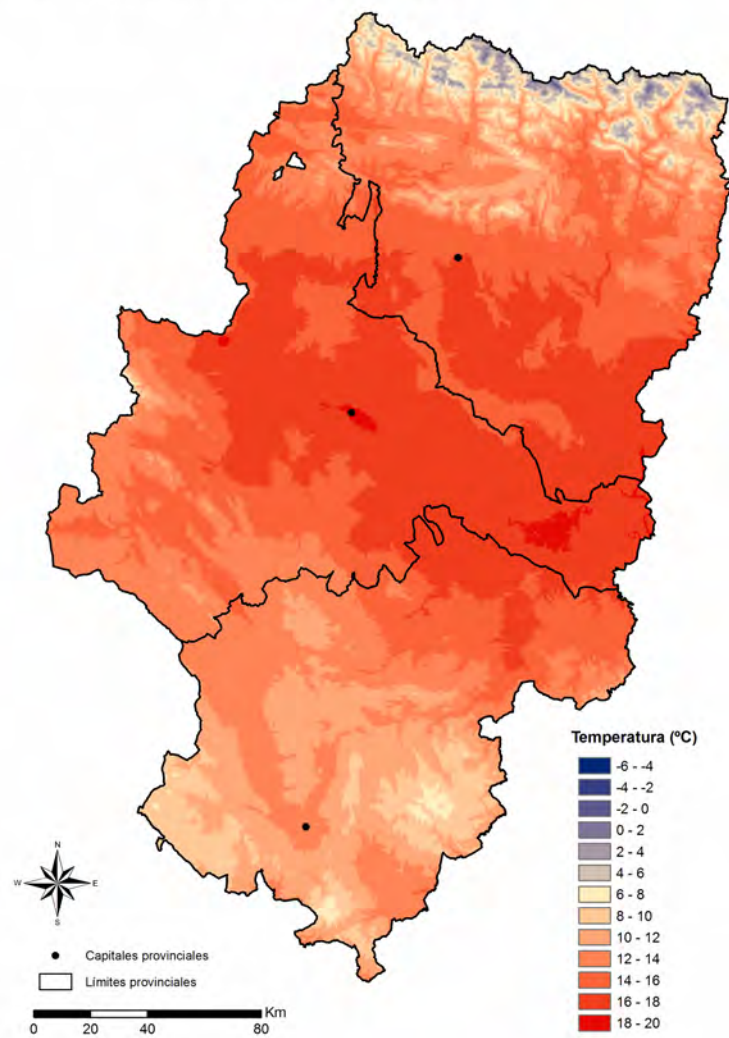 Temperatura (ºC)
-6 - -4
-4 - -2
-2 - 0
0 - 2
2 - 4
4 - 6
6 - 8
8 - 10
10 - 12
12 - 14
14 - 16
16 - 18
18 - 20
N
W E
S
Capitales provinciales
Límites provinciales
Km
0 20 40 80